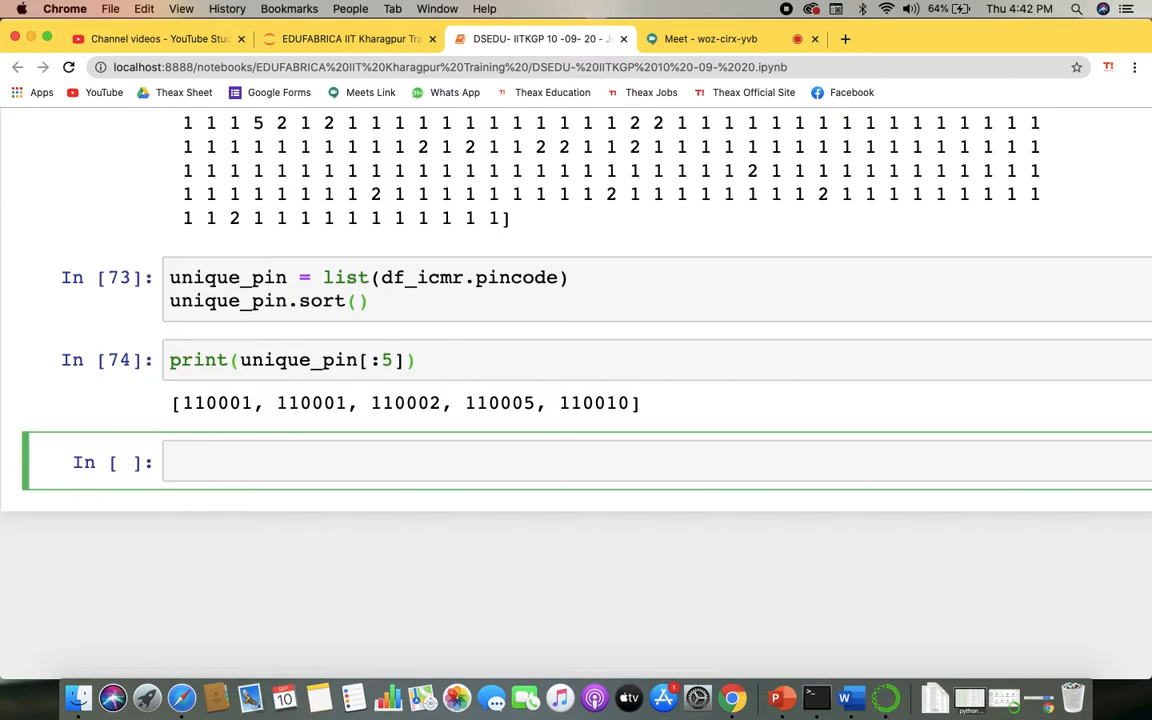 Chrome File Edit View History Bookmarks People Tab Window Help 64% Thu 4:42 PM
Channel videos - YouTube Stud EDUFABRICA IIT Kharagpur Tra DSEDU- IITKGP 10 -09- 20 - Ju Meet - woz-cirx-yvb
localhost:8888/notebooks/EDUFABRICA%20IIT%20Kharagpur%20Training%20/DSEDU-%20IITKGP%2010%20-09-%2020.ipynb T!
Apps YouTube Theax Sheet Google Forms Meets Link Whats App Theax Education Theax Jobs Theax Official Site Facebook
1 1 1 5 2 1 2 1 1 1 1 1 1 1 1 1 1 1 1 2 2 1 1 1 1 1 1 1 1 1 1 1 1 1 1 1 1
1 1 1 1 1 1 1 1 1 1 2 1 2 1 1 2 2 1 1 2 1 1 1 1 1 1 1 1 1 1 1 1 1 1 1 1 1
1 1 1 1 1 1 1 1 1 1 1 1 1 1 1 1 1 1 1 1 1 1 1 1 2 1 1 1 1 1 1 1 1 1 1 1 1
1 1 1 1 1 1 1 1 2 1 1 1 1 1 1 1 1 1 2 1 1 1 1 1 1 1 1 2 1 1 1 1 1 1 1 1 1
1 1 2 1 1 1 1 1 1 1 1 1 1 1]
In [73]: unique_pin = list(df_icmr.pincode)
unique_pin.sort()
In [74]: print(unique_pin[:5])
[110001, 110001, 110002, 110005, 110010]
In [ ]: